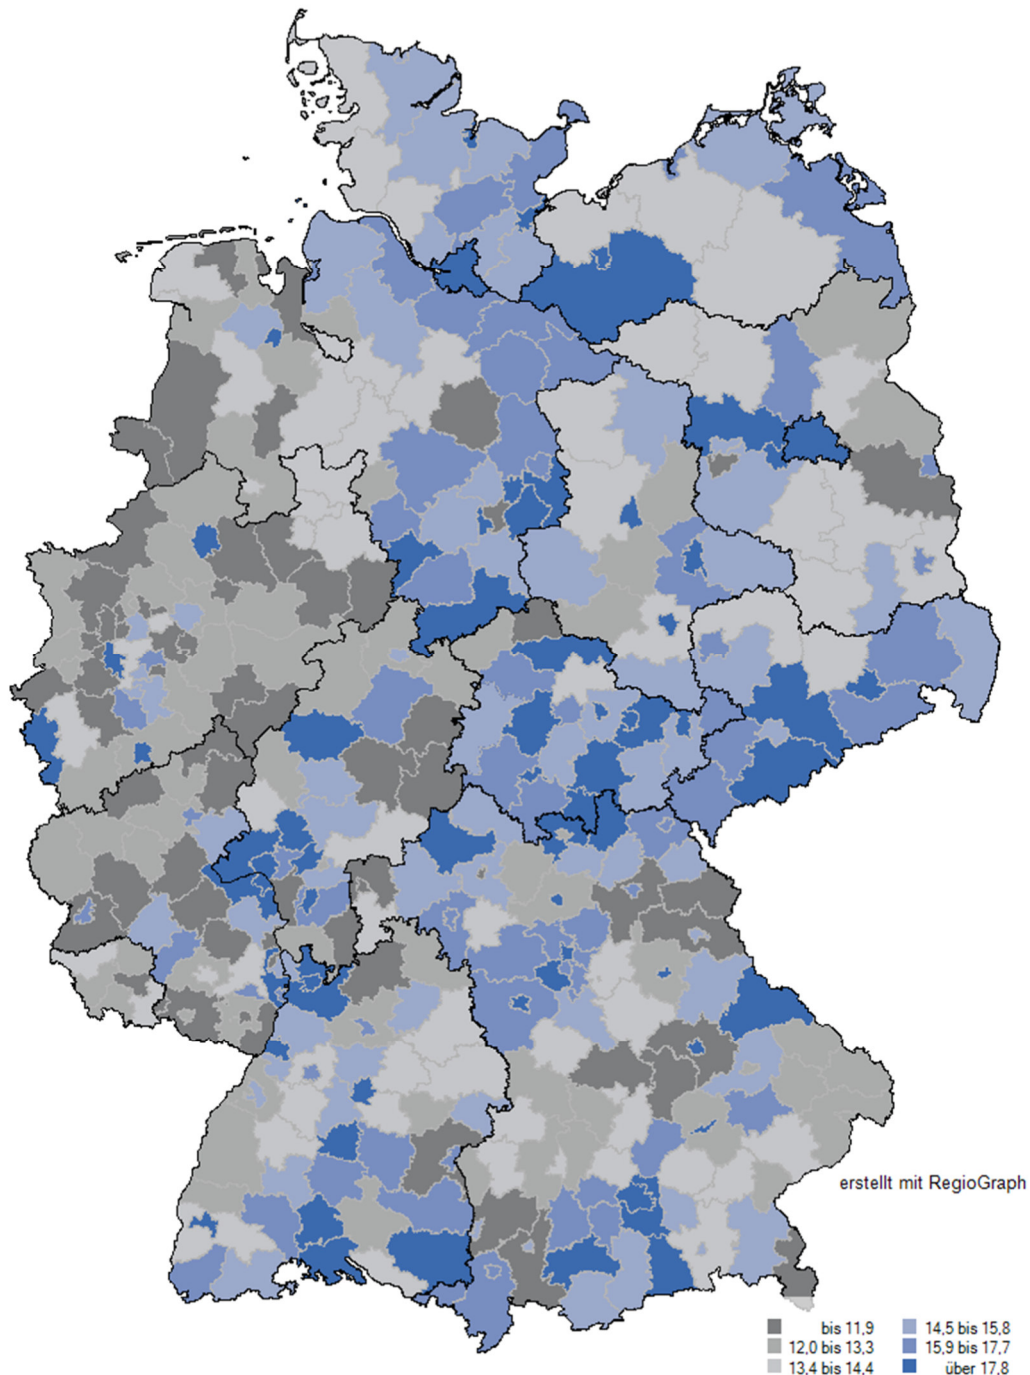 erstellt mit RegioGraph
bis 11,9
12,0 bis 13,3
13,4 bis 14,4
14,5 bis 15,8
15,9 bis 17,7
über 17,8